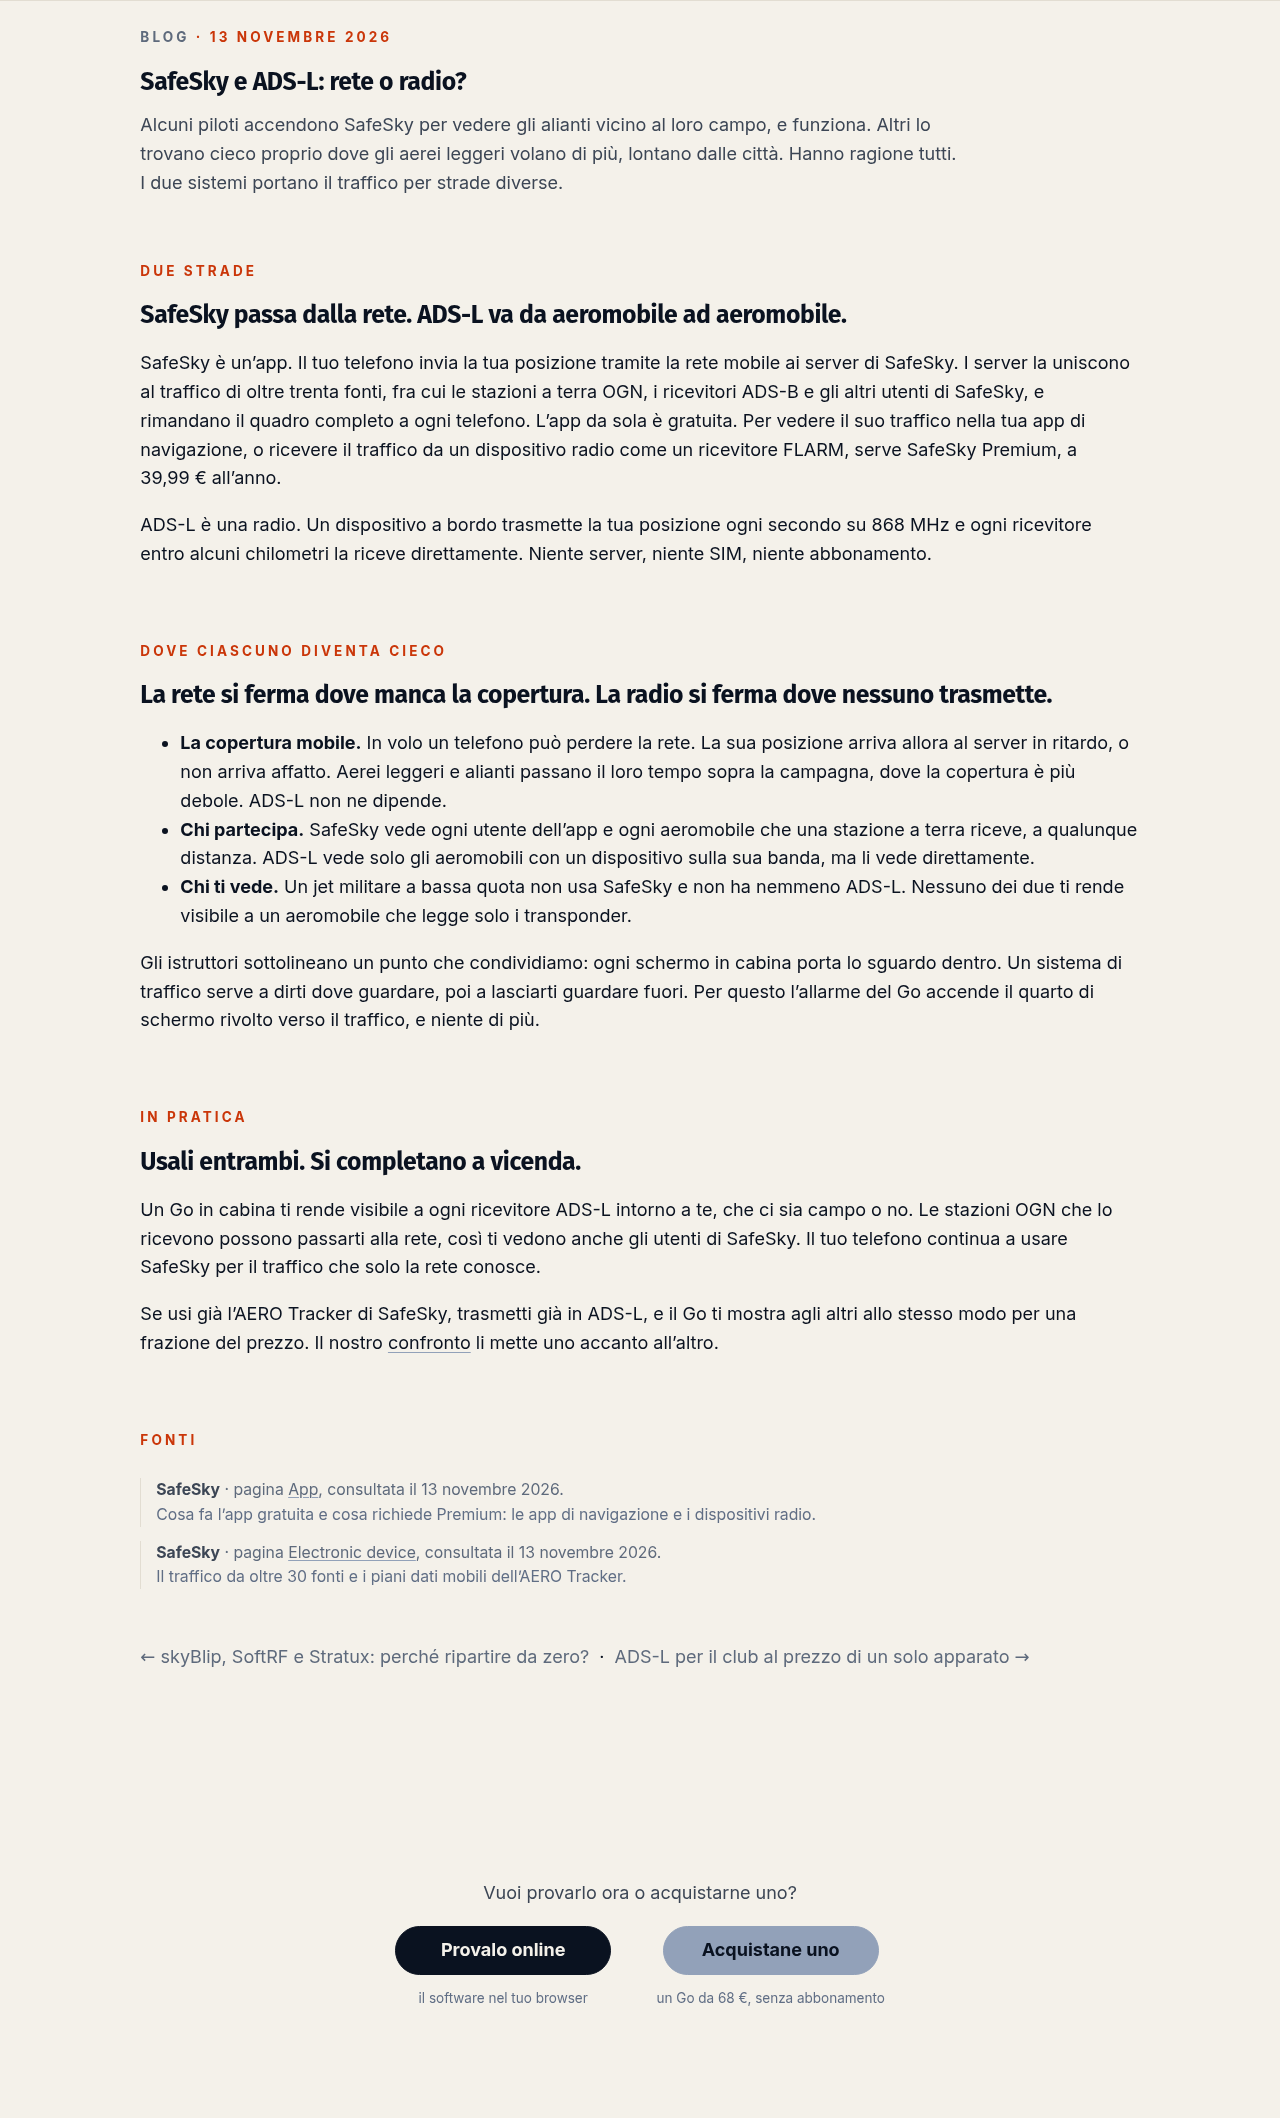 BLOG · 13 NOVEMBRE 2026
SafeSky e ADS-L: rete o radio?
Alcuni piloti accendono SafeSky per vedere gli alianti vicino al loro campo, e funziona. Altri lo
trovano cieco proprio dove gli aerei leggeri volano di più, lontano dalle città. Hanno ragione tutti.
I due sistemi portano il traffico per strade diverse.
DUE STRADE
SafeSky passa dalla rete. ADS-L va da aeromobile ad aeromobile.
SafeSky è un’app. Il tuo telefono invia la tua posizione tramite la rete mobile ai server di SafeSky. I server la uniscono
al traffico di oltre trenta fonti, fra cui le stazioni a terra OGN, i ricevitori ADS-B e gli altri utenti di SafeSky, e
rimandano il quadro completo a ogni telefono. L’app da sola è gratuita. Per vedere il suo traffico nella tua app di
navigazione, o ricevere il traffico da un dispositivo radio come un ricevitore FLARM, serve SafeSky Premium, a
39,99 € all’anno.
ADS-L è una radio. Un dispositivo a bordo trasmette la tua posizione ogni secondo su 868 MHz e ogni ricevitore
entro alcuni chilometri la riceve direttamente. Niente server, niente SIM, niente abbonamento.
DOVE CIASCUNO DIVENTA CIECO
La rete si ferma dove manca la copertura. La radio si ferma dove nessuno trasmette.
• La copertura mobile. In volo un telefono può perdere la rete. La sua posizione arriva allora al server in ritardo, o
non arriva affatto. Aerei leggeri e alianti passano il loro tempo sopra la campagna, dove la copertura è più
debole. ADS-L non ne dipende.
• Chi partecipa. SafeSky vede ogni utente dell’app e ogni aeromobile che una stazione a terra riceve, a qualunque
distanza. ADS-L vede solo gli aeromobili con un dispositivo sulla sua banda, ma li vede direttamente.
• Chi ti vede. Un jet militare a bassa quota non usa SafeSky e non ha nemmeno ADS-L. Nessuno dei due ti rende
visibile a un aeromobile che legge solo i transponder.
Gli istruttori sottolineano un punto che condividiamo: ogni schermo in cabina porta lo sguardo dentro. Un sistema di
traffico serve a dirti dove guardare, poi a lasciarti guardare fuori. Per questo l’allarme del Go accende il quarto di
schermo rivolto verso il traffico, e niente di più.
IN PRATICA
Usali entrambi. Si completano a vicenda.
Un Go in cabina ti rende visibile a ogni ricevitore ADS-L intorno a te, che ci sia campo o no. Le stazioni OGN che lo
ricevono possono passarti alla rete, così ti vedono anche gli utenti di SafeSky. Il tuo telefono continua a usare
SafeSky per il traffico che solo la rete conosce.
Se usi già l’AERO Tracker di SafeSky, trasmetti già in ADS-L, e il Go ti mostra agli altri allo stesso modo per una
frazione del prezzo. Il nostro confronto li mette uno accanto all’altro.
FONTI
SafeSky · pagina App, consultata il 13 novembre 2026.
Cosa fa l’app gratuita e cosa richiede Premium: le app di navigazione e i dispositivi radio.
SafeSky · pagina Electronic device, consultata il 13 novembre 2026.
Il traffico da oltre 30 fonti e i piani dati mobili dell’AERO Tracker.
← skyBlip, SoftRF e Stratux: perché ripartire da zero? · ADS-L per il club al prezzo di un solo apparato →
Vuoi provarlo ora o acquistarne uno?
Provalo online
Acquistane uno
il software nel tuo browser
un Go da 68 €, senza abbonamento